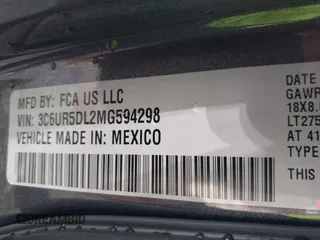 MFD BY: FCA US LLC
VIN: 3C6UR5DL2MG594298
VEHICLE MADE IN: MEXICO
DATE
GAWR
18X8.
LT275
AT 41
TYPE
THIS
BIDREAMBID